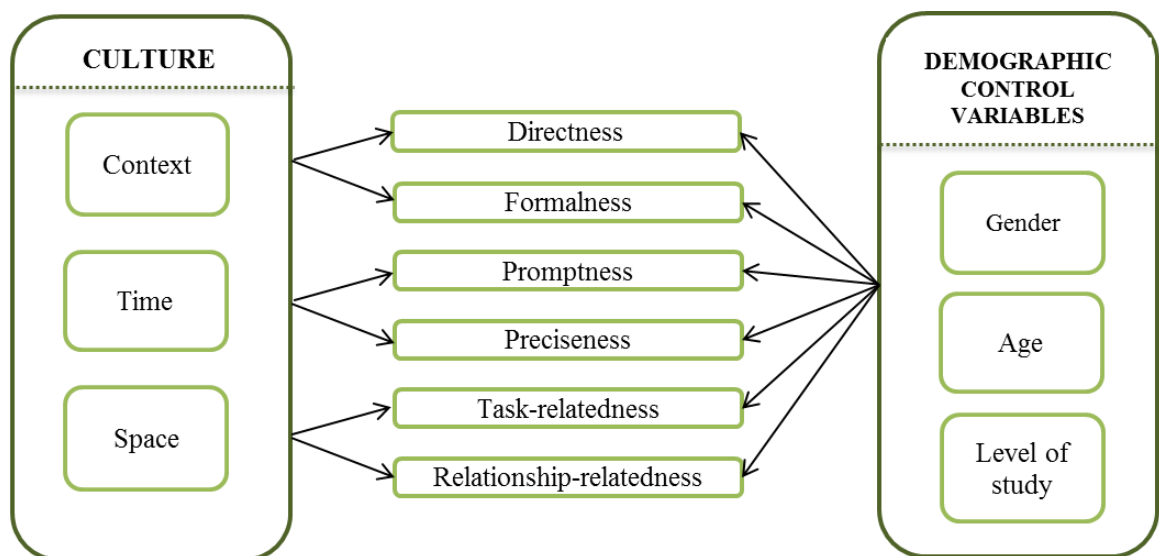 CULTURE
Context
Time
Space
Directness
Formalness
Promptness
Preciseness
Task-relatedness
Relationship-relatedness
DEMOGRAPHIC
CONTROL
VARIABLES
Gender
Age
Level of
study